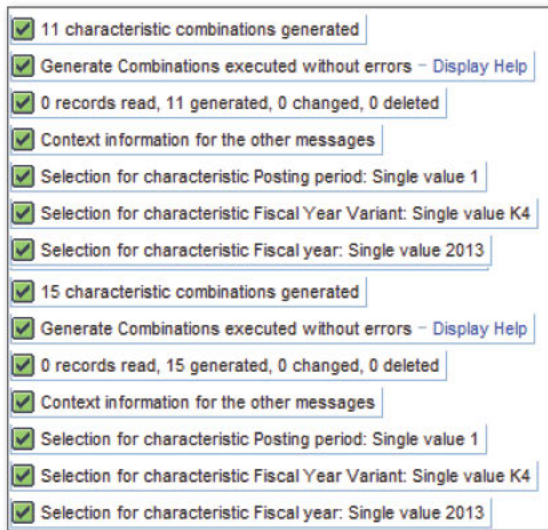 11 characteristic combinations generated
Generate Combinations executed without errors – Display Help
0 records read, 11 generated, 0 changed, 0 deleted
Context information for the other messages
Selection for characteristic Posting period: Single value 1
Selection for characteristic Fiscal Year Variant: Single value K4
Selection for characteristic Fiscal year: Single value 2013
15 characteristic combinations generated
Generate Combinations executed without errors – Display Help
0 records read, 15 generated, 0 changed, 0 deleted
Context information for the other messages
Selection for characteristic Posting period: Single value 1
Selection for characteristic Fiscal Year Variant: Single value K4
Selection for characteristic Fiscal year: Single value 2013